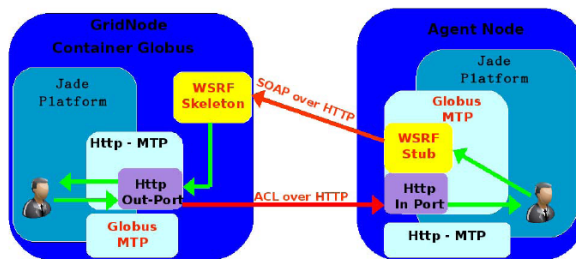 GridNode
Container Globus
Jade
Platform
WSRF
Skeleton
Http - MTP
Http
Out-Port
Globus
MTP
SOAP over HTTP
ACL over HTTP
Agent Node
Jade
Platform
Globus
MTP
WSRF
Stub
Http
In Port
Http - MTP